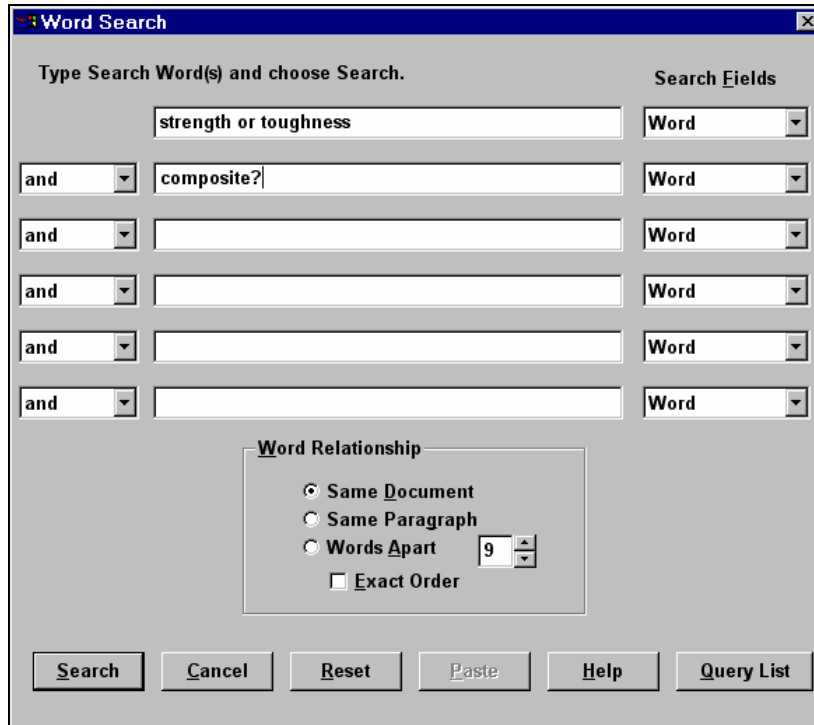 Word Search
Type Search Word(s) and choose Search.
Search Fields
strength or toughness Word
and composite? Word
and Word
and Word
and Word
and Word
Word Relationship
Same Document
Same Paragraph
Words Apart 9
Exact Order
Search Cancel Reset Paste Help Query List